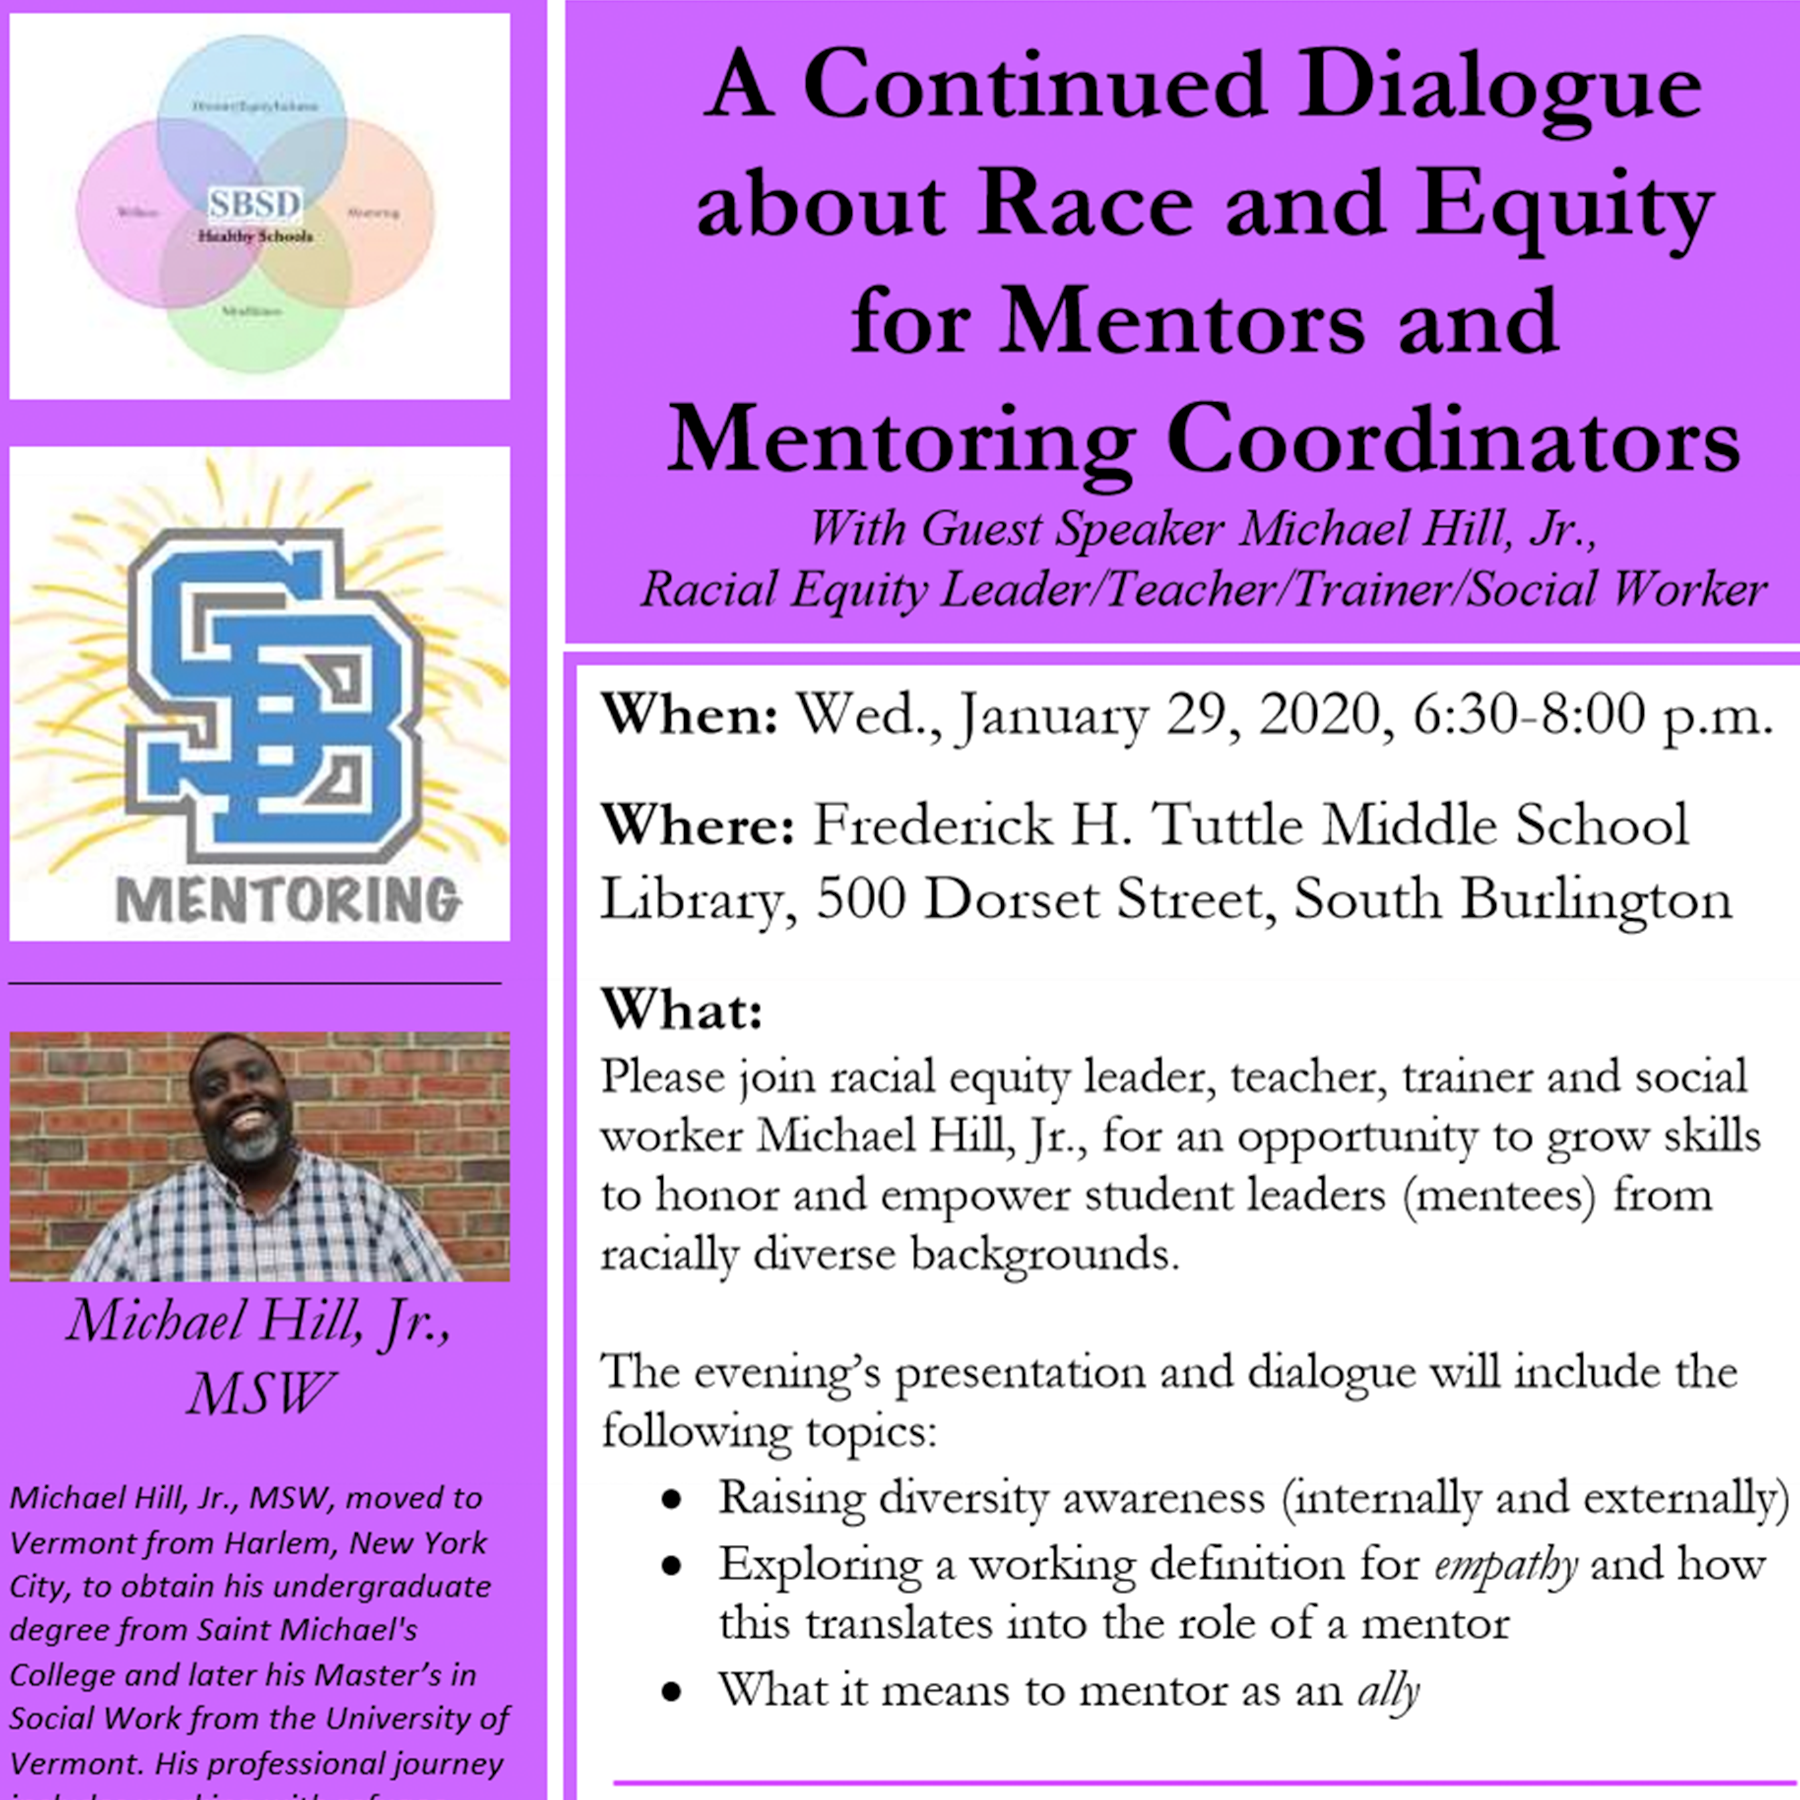 SBSD
Healthy Schools
Mentoring
MENTORING
Michael Hill, Jr.,
MSW
Michael Hill, Jr., MSW, moved to
Vermont from Harlem, New York
City, to obtain his undergraduate
degree from Saint Michael's
College and later his Master’s in
Social Work from the University of
Vermont. His professional journey
A Continued Dialogue
about Race and Equity
for Mentors and
Mentoring Coordinators
With Guest Speaker Michael Hill, Jr.,
Racial Equity Leader/Teacher/Trainer/Social Worker
When: Wed., January 29, 2020, 6:30-8:00 p.m.
Where: Frederick H. Tuttle Middle School
Library, 500 Dorset Street, South Burlington
What:
Please join racial equity leader, teacher, trainer and social
worker Michael Hill, Jr., for an opportunity to grow skills
to honor and empower student leaders (mentees) from
racially diverse backgrounds.
The evening’s presentation and dialogue will include the
following topics:
● Raising diversity awareness (internally and externally)
● Exploring a working definition for empathy and how
this translates into the role of a mentor
● What it means to mentor as an ally